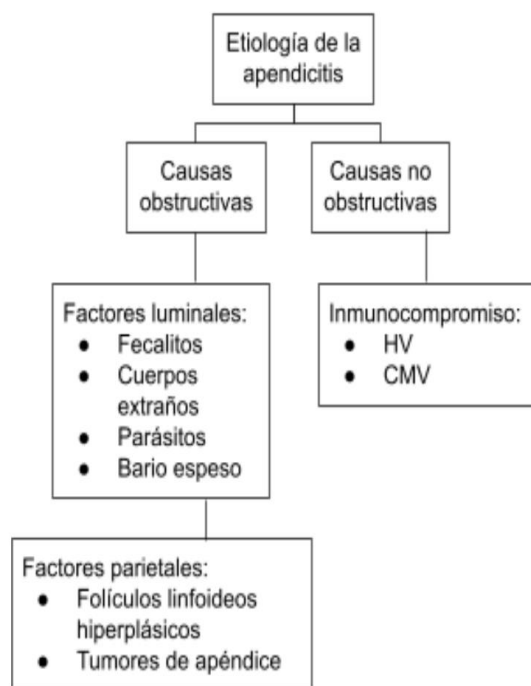 Etiología de la
apendicitis
Causas
obstructivas
Causas no
obstructivas
Factores luminales:
● Fecalitos
● Cuerpos
extraños
● Parásitos
● Bario espeso
Inmunocompromiso:
● HV
● CMV
Factores parietales:
● Folículos linfoideos
hiperplásicos
● Tumores de apéndice